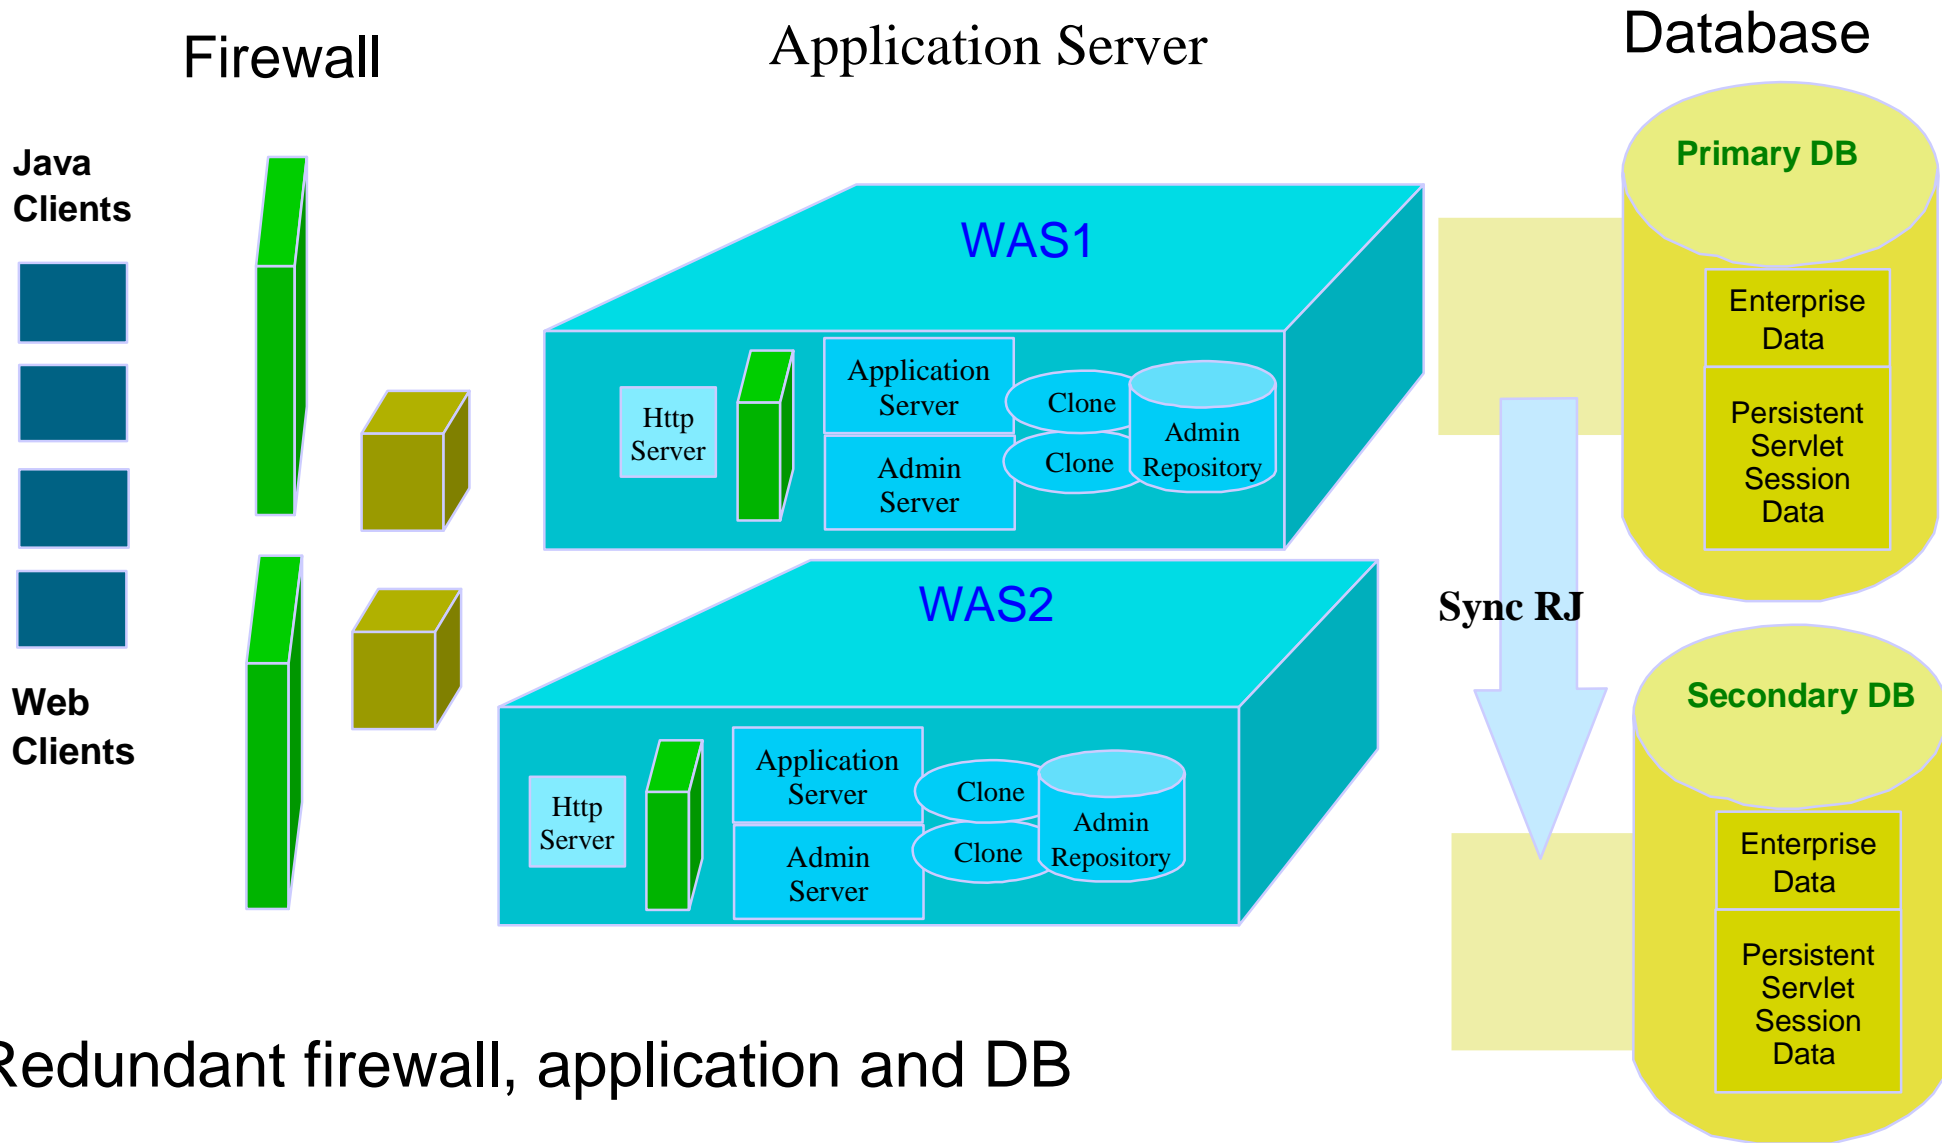 Firewall
Application Server
Database
Java
Clients
Web
Clients
WAS1
Http
Server
Application
Server
Admin
Server
Clone
Clone
Admin
Repository
WAS2
Http
Server
Application
Server
Admin
Server
Clone
Clone
Admin
Repository
Primary DB
Enterprise
Data
Persistent
Servlet
Session
Data
Sync RJ
Secondary DB
Enterprise
Data
Persistent
Servlet
Session
Data
Redundant firewall, application and DB